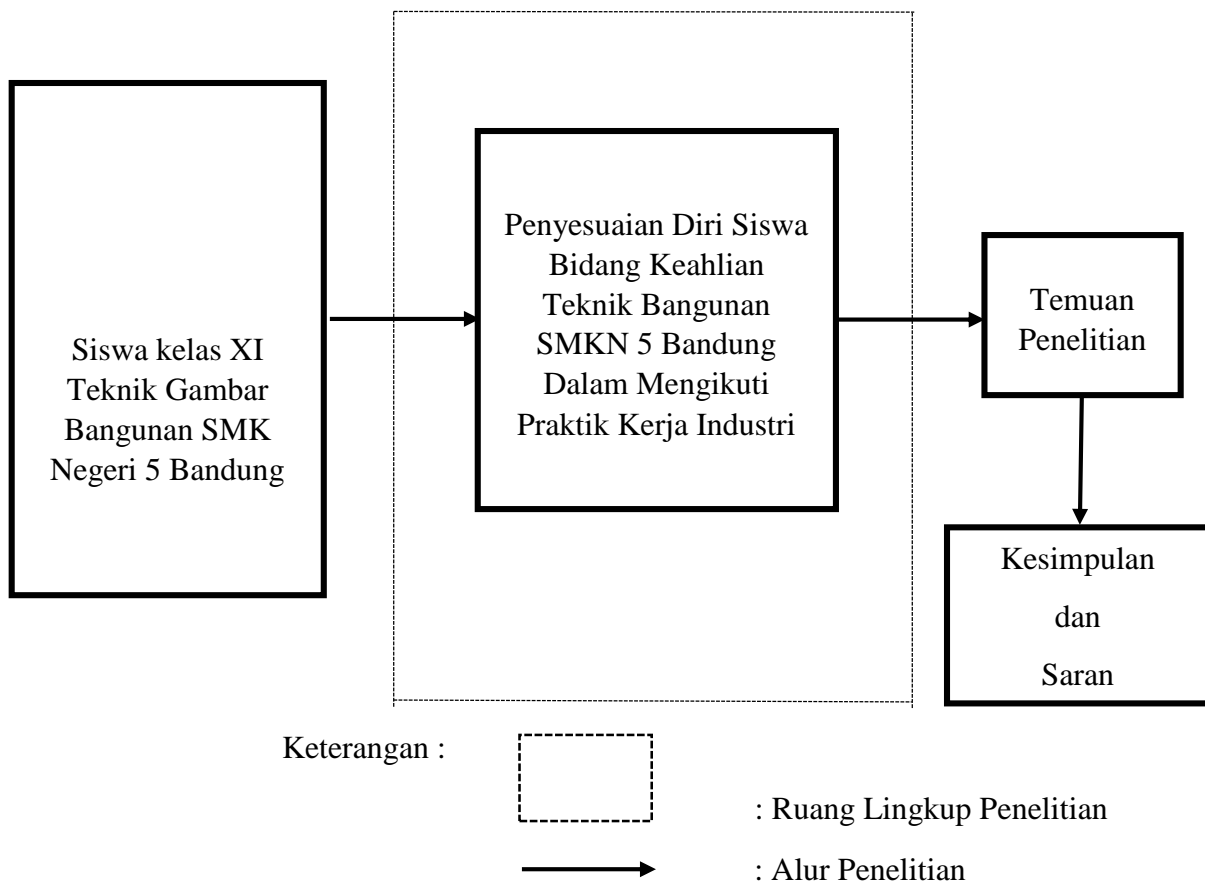 Siswa kelas XI
Teknik Gambar
Bangunan SMK
Negeri 5 Bandung
Penyesuaian Diri Siswa
Bidang Keahlian
Teknik Bangunan
SMKN 5 Bandung
Dalam Mengikuti
Praktik Kerja Industri
Temuan
Penelitian
Kesimpulan
dan
Saran
Keterangan :
: Ruang Lingkup Penelitian
: Alur Penelitian